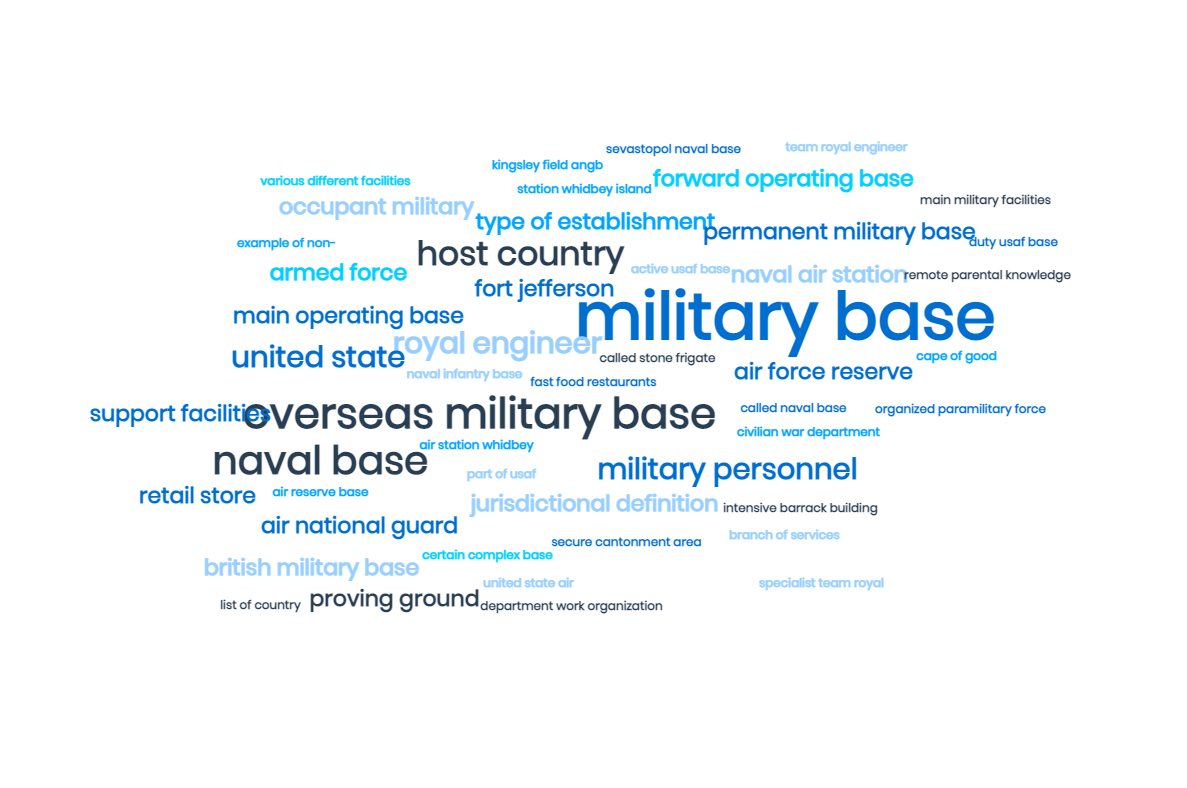 sevastopol naval base
team royal engineer
kingsley field angb
various different facilities
station whidbey island
forward operating base
main military facilities
occupant military
type of establishment
permanent military base
example of non-
duty usaf base
host country
armed force
active usaf base
naval air station
remote parental knowledge
fort jefferson
main operating base
military base
royal engineer
united state
called stone frigate
cape of good
naval infantry base
fast food restaurants
air force reserve
support facilities
overseas military base
called naval base
organized paramilitary force
civilian war department
air station whidbey
naval base
part of usaf
military personnel
retail store
air reserve base
jurisdictional definition
intensive barrack building
air national guard
secure cantonment area
branch of services
certain complex base
british military base
united state air
specialist team royal
list of country
proving ground
department work organization